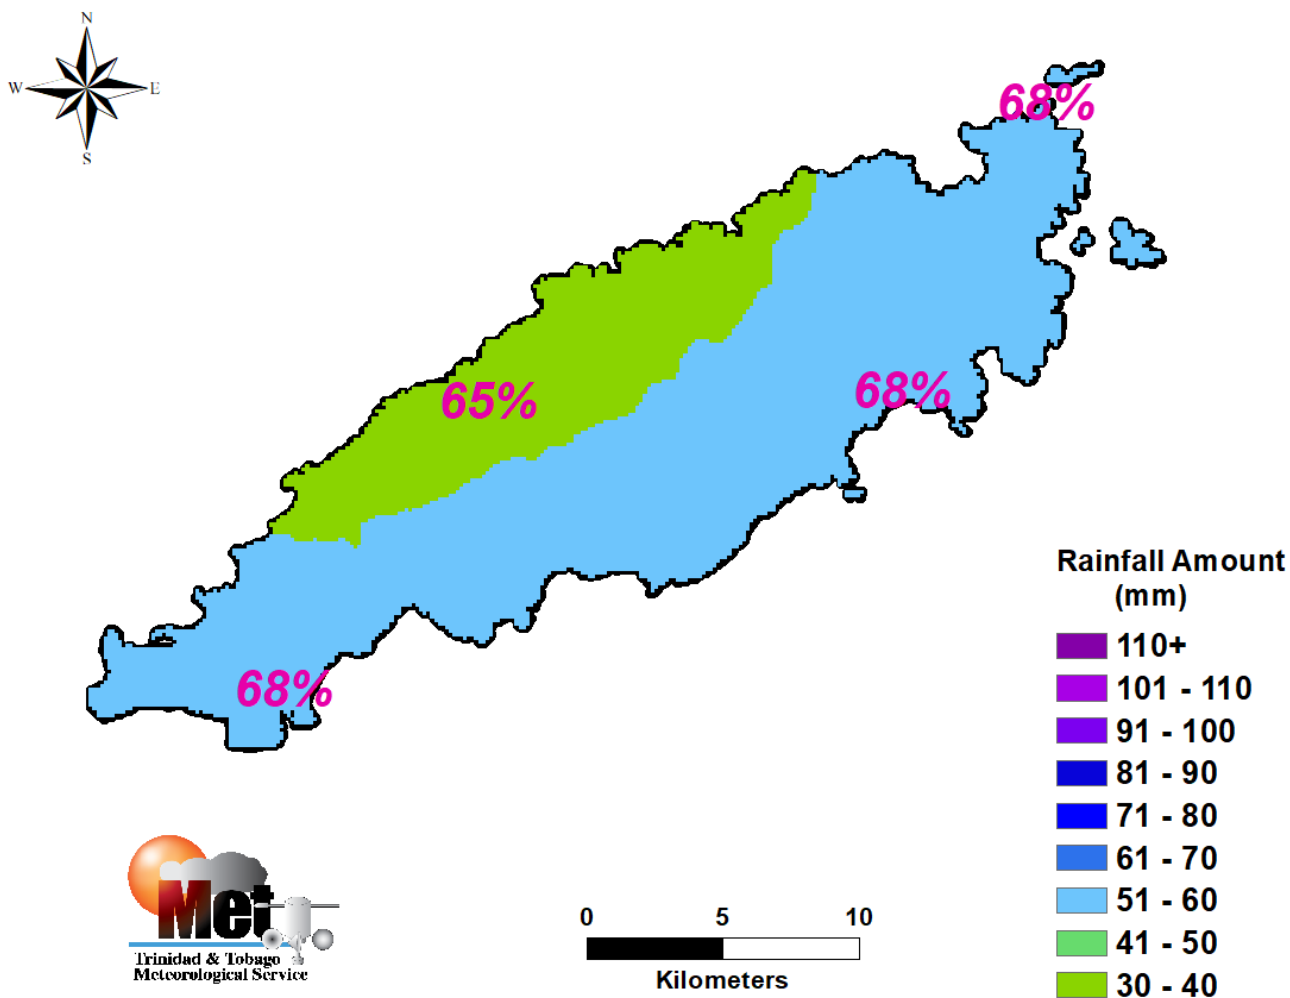 N
W E
S
68%
65%
68%
68%
Rainfall Amount
(mm)
110+
101 - 110
91 - 100
81 - 90
71 - 80
61 - 70
51 - 60
41 - 50
30 - 40
Met
Trinidad & Tobago
Meteorological Service
0 5 10
Kilometers